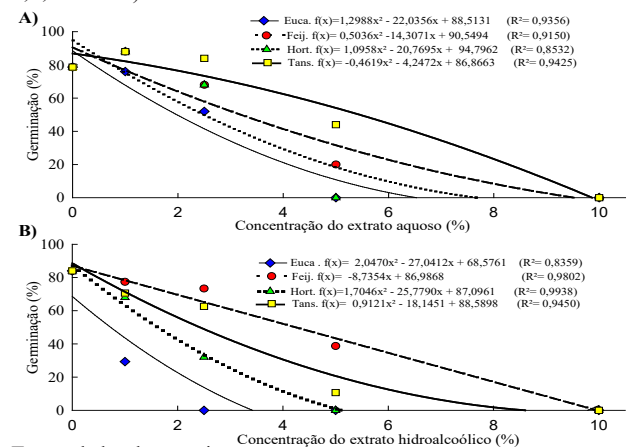 A)
Euca. f(x)=1,2988x² - 22,0356x + 88,5131 (R²= 0,9356)
Feij. f(x)= 0,5036x² -14,3071x + 90,5494 (R²= 0,9150)
Hort. f(x)= 1,0958x² - 20,7695x + 94,7962 (R²= 0,8532)
Tans. f(x)= -0,4619x² - 4,2472x + 86,8663 (R²= 0,9425)
Germinação (%)
100
80
60
40
20
0
0 2 4 6 8 10
Concentração do extrato aquoso (%)
B)
Euca . f(x)= 2,0470x² - 27,0412x + 68,5761 (R²= 0,8359)
Feij. f(x)= -8,7354x + 86,9868 (R²= 0,9802)
Hort. f(x)=1,7046x² - 25,7790x + 87,0961 (R²= 0,9938)
Tans. f(x)= 0,9121x² - 18,1451x + 88,5898 (R²= 0,9450)
Germinação (%)
100
80
60
40
20
0
0 2 4 6 8 10
Concentração do extrato hidroalcoólico (%)